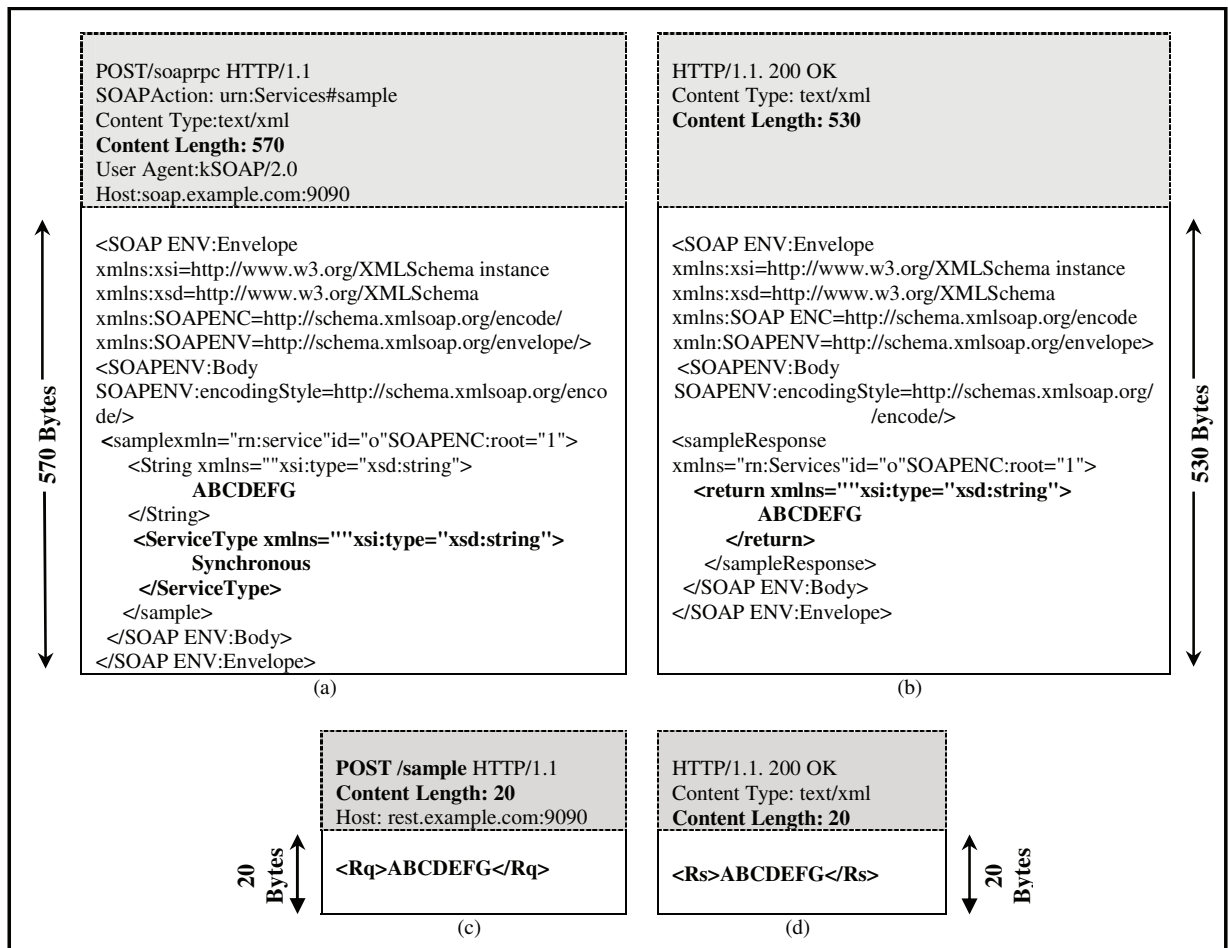 POST/soaprpc HTTP/1.1
SOAPAction: urn:Services#sample
Content Type:text/xml
Content Length: 570
User Agent:kSOAP/2.0
Host:soap.example.com:9090
570 Bytes
<SOAP ENV:Envelope
xmlns:xsi=http://www.w3.org/XMLSchema instance
xmlns:xsd=http://www.w3.org/XMLSchema
xmlns:SOAPENC=http://schema.xmlsoap.org/encode/
xmlns:SOAPENV=http://schema.xmlsoap.org/envelope/>
<SOAPENV:Body
SOAPENV:encodingStyle=http://schema.xmlsoap.org/enco
de/>
<samplexmln="rn:service"id="o"SOAPENC:root="1">
<String xmlns=""xsi:type="xsd:string">
ABCDEFG
</String>
<ServiceType xmlns=""xsi:type="xsd:string">
Synchronous
</ServiceType>
</sample>
</SOAP ENV:Body>
</SOAP ENV:Envelope>
(a)
HTTP/1.1. 200 OK
Content Type: text/xml
Content Length: 530
<SOAP ENV:Envelope
xmlns:xsi=http://www.w3.org/XMLSchema instance
xmlns:xsd=http://www.w3.org/XMLSchema
xmlns:SOAP ENC=http://schema.xmlsoap.org/encode
xmln:SOAPENV=http://schema.xmlsoap.org/envelope>
<SOAPENV:Body
SOAPENV:encodingStyle=http://schemas.xmlsoap.org/
/encode/>
<sampleResponse
xmlns="rn:Services"id="o"SOAPENC:root="1">
<return xmlns=""xsi:type="xsd:string">
ABCDEFG
</return>
</sampleResponse>
</SOAP ENV:Body>
</SOAP ENV:Envelope>
530 Bytes
(b)
POST /sample HTTP/1.1
Content Length: 20
Host: rest.example.com:9090
20
Bytes
<Rq>ABCDEFG</Rq>
(c)
HTTP/1.1. 200 OK
Content Type: text/xml
Content Length: 20
<Rs>ABCDEFG</Rs>
20
Bytes
(d)